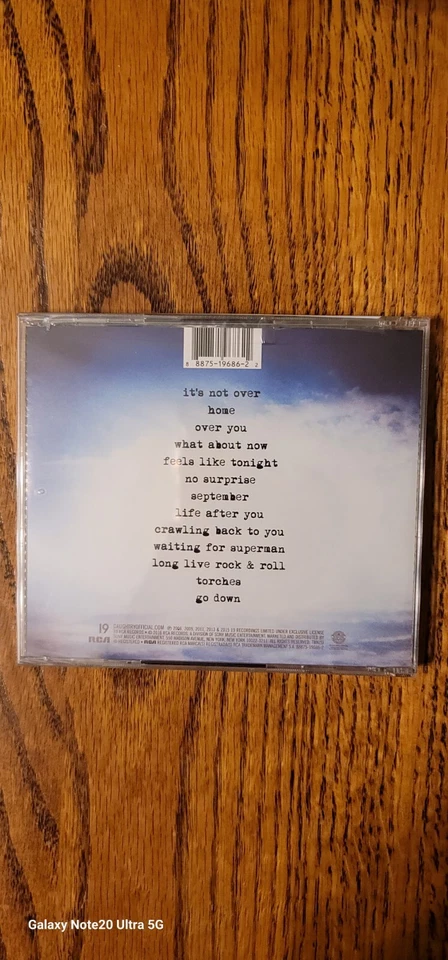 8 8875-19686-2 2
it's not over
home
over you
what about now
feels like tonight
no surprise
september
life after you
crawling back to you
waiting for superman
long live rock & roll
torches
go down
19
RCA
Galaxy Note20 Ultra 5G